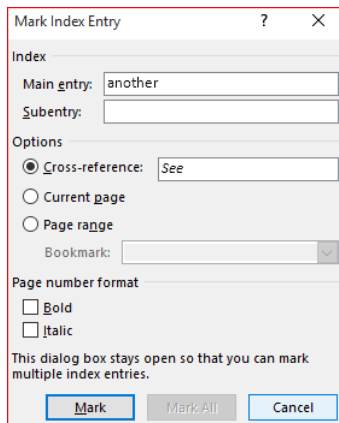 Mark Index Entry ? X
Index
Main entry: another
Subentry:
Options
Cross-reference: See
Current page
Page range
Bookmark:
Page number format
Bold
Italic
This dialog box stays open so that you can mark
multiple index entries.
Mark Mark All Cancel